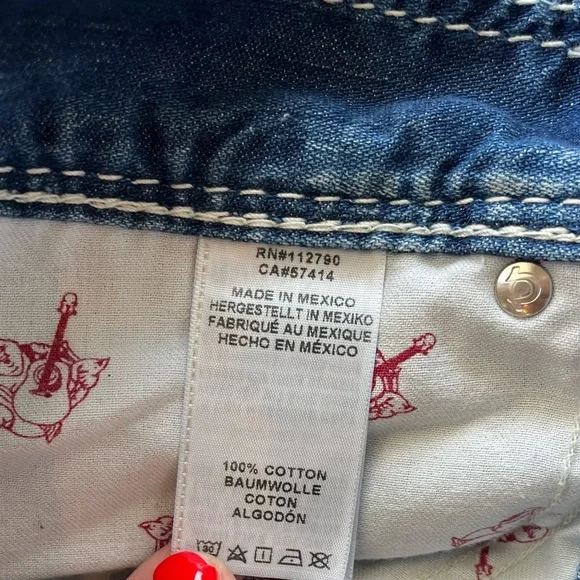 RN#112790
CA#57414
MADE IN MEXICO
HERGESTELLT IN MEXIKO
FABRIQUÉ AU MEXIQUE
HECHO EN MÉXICO
100% COTTON
BAUMWOLLE
COTON
ALGODÓN
30